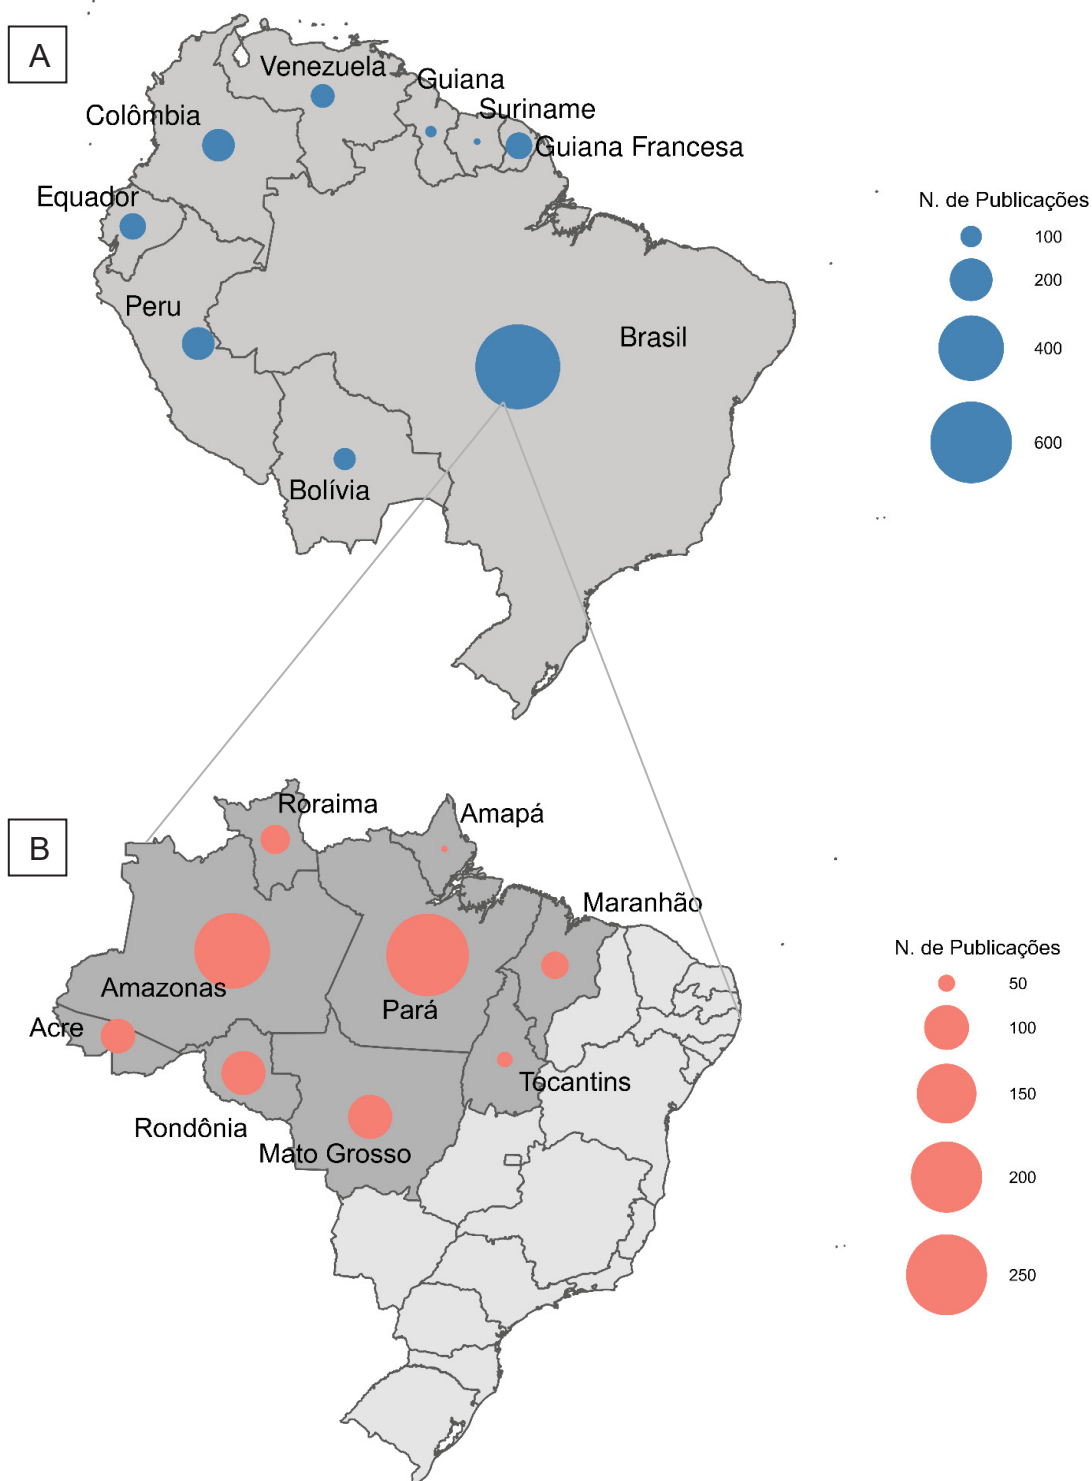 A
Venezuela
Guiana
Suriname
Colômbia
Guiana Francesa
Equador
Peru
Brasil
Bolívia
N. de Publicações
100
200
400
600
B
Roraima
Amapá
Maranhão
Amazonas
Pará
Acre
Tocantins
Rondônia
Mato Grosso
N. de Publicações
50
100
150
200
250